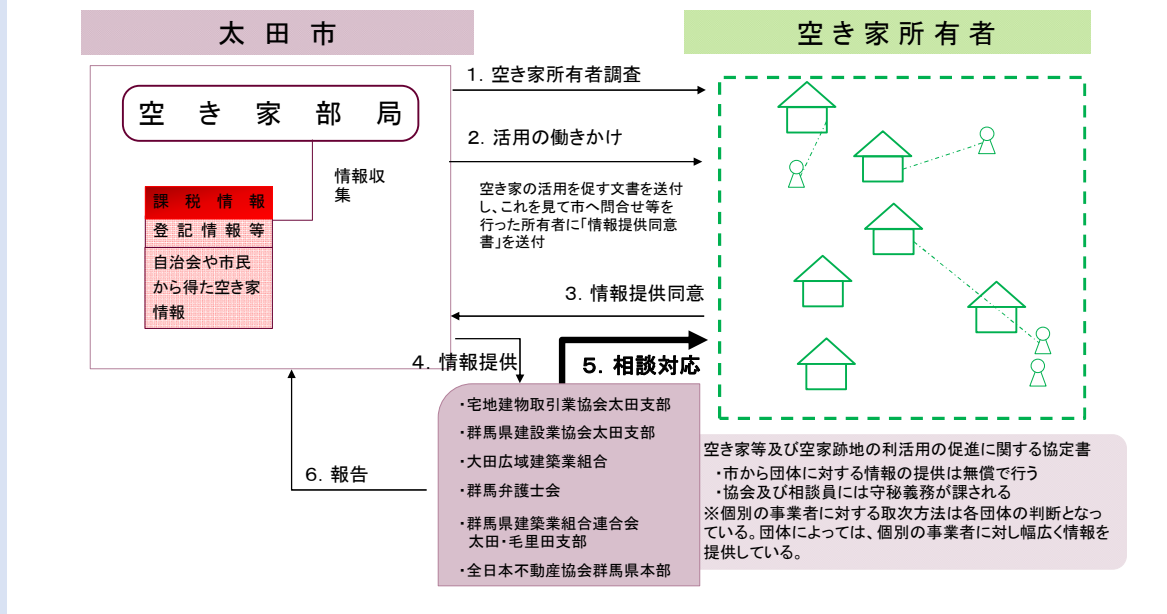 太田市
空き家所有者
空き家部局
情報収
集
課税情報
登記情報等
自治会や市民
から得た空き家
情報
1. 空き家所有者調査
2. 活用の働きかけ
空き家の活用を促す文書を送付
し、これを見て市へ問合せ等を
行った所有者に「情報提供同意
書」を送付
3. 情報提供同意
4. 情報提供
5. 相談対応
・宅地建物取引業協会太田支部
・群馬県建設業協会太田支部
・大田広域建築業組合
・群馬弁護士会
・群馬県建築業組合連合会
太田・毛里田支部
・全日本不動産協会群馬県本部
6. 報告
空き家等及び空家跡地の利活用の促進に関する協定書
・市から団体に対する情報の提供は無償で行う
・協会及び相談員には守秘義務が課される
※個別の事業者に対する取次方法は各団体の判断となっ
ている。団体によっては、個別の事業者に対し幅広く情報を
提供している。